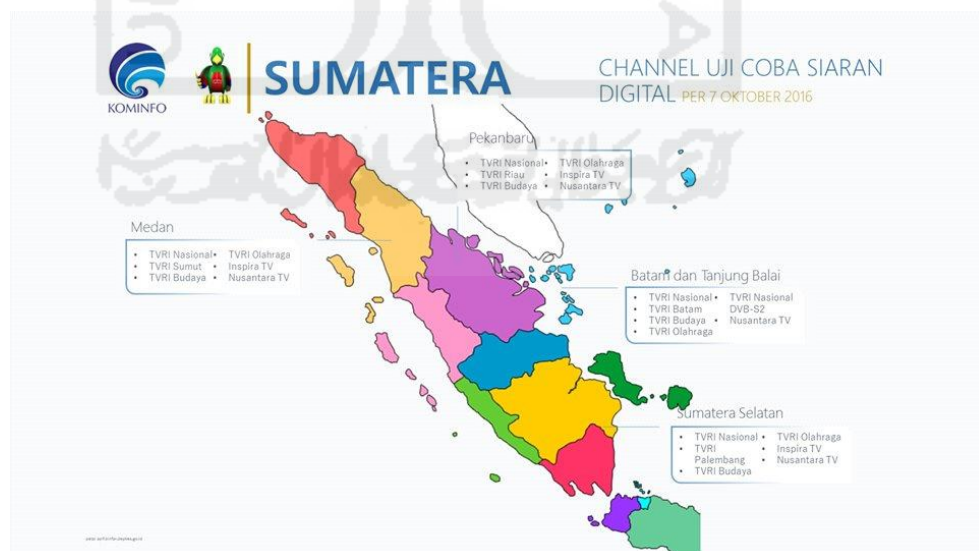 KOMINFO
SUMATERA
CHANNEL UJI COBA SIARAN
DIGITAL PER 7 OKTOBER 2016
Pekanbaru
• TVRI Nasional • TVRI Olahraga
• TVRI Riau • Inspira TV
• TVRI Budaya • Nusantara TV
Medan
• TVRI Nasional • TVRI Olahraga
• TVRI Sumut • Inspira TV
• TVRI Budaya • Nusantara TV
Batam dan Tanjung Balai
• TVRI Nasional • TVRI Nasional
• TVRI Batam DVB-S2
• TVRI Budaya • Nusantara TV
• TVRI Olahraga
Sumatera Selatan
• TVRI Nasional • TVRI Olahraga
• TVRI • Inspira TV
Palembang • Nusantara TV
• TVRI Budaya